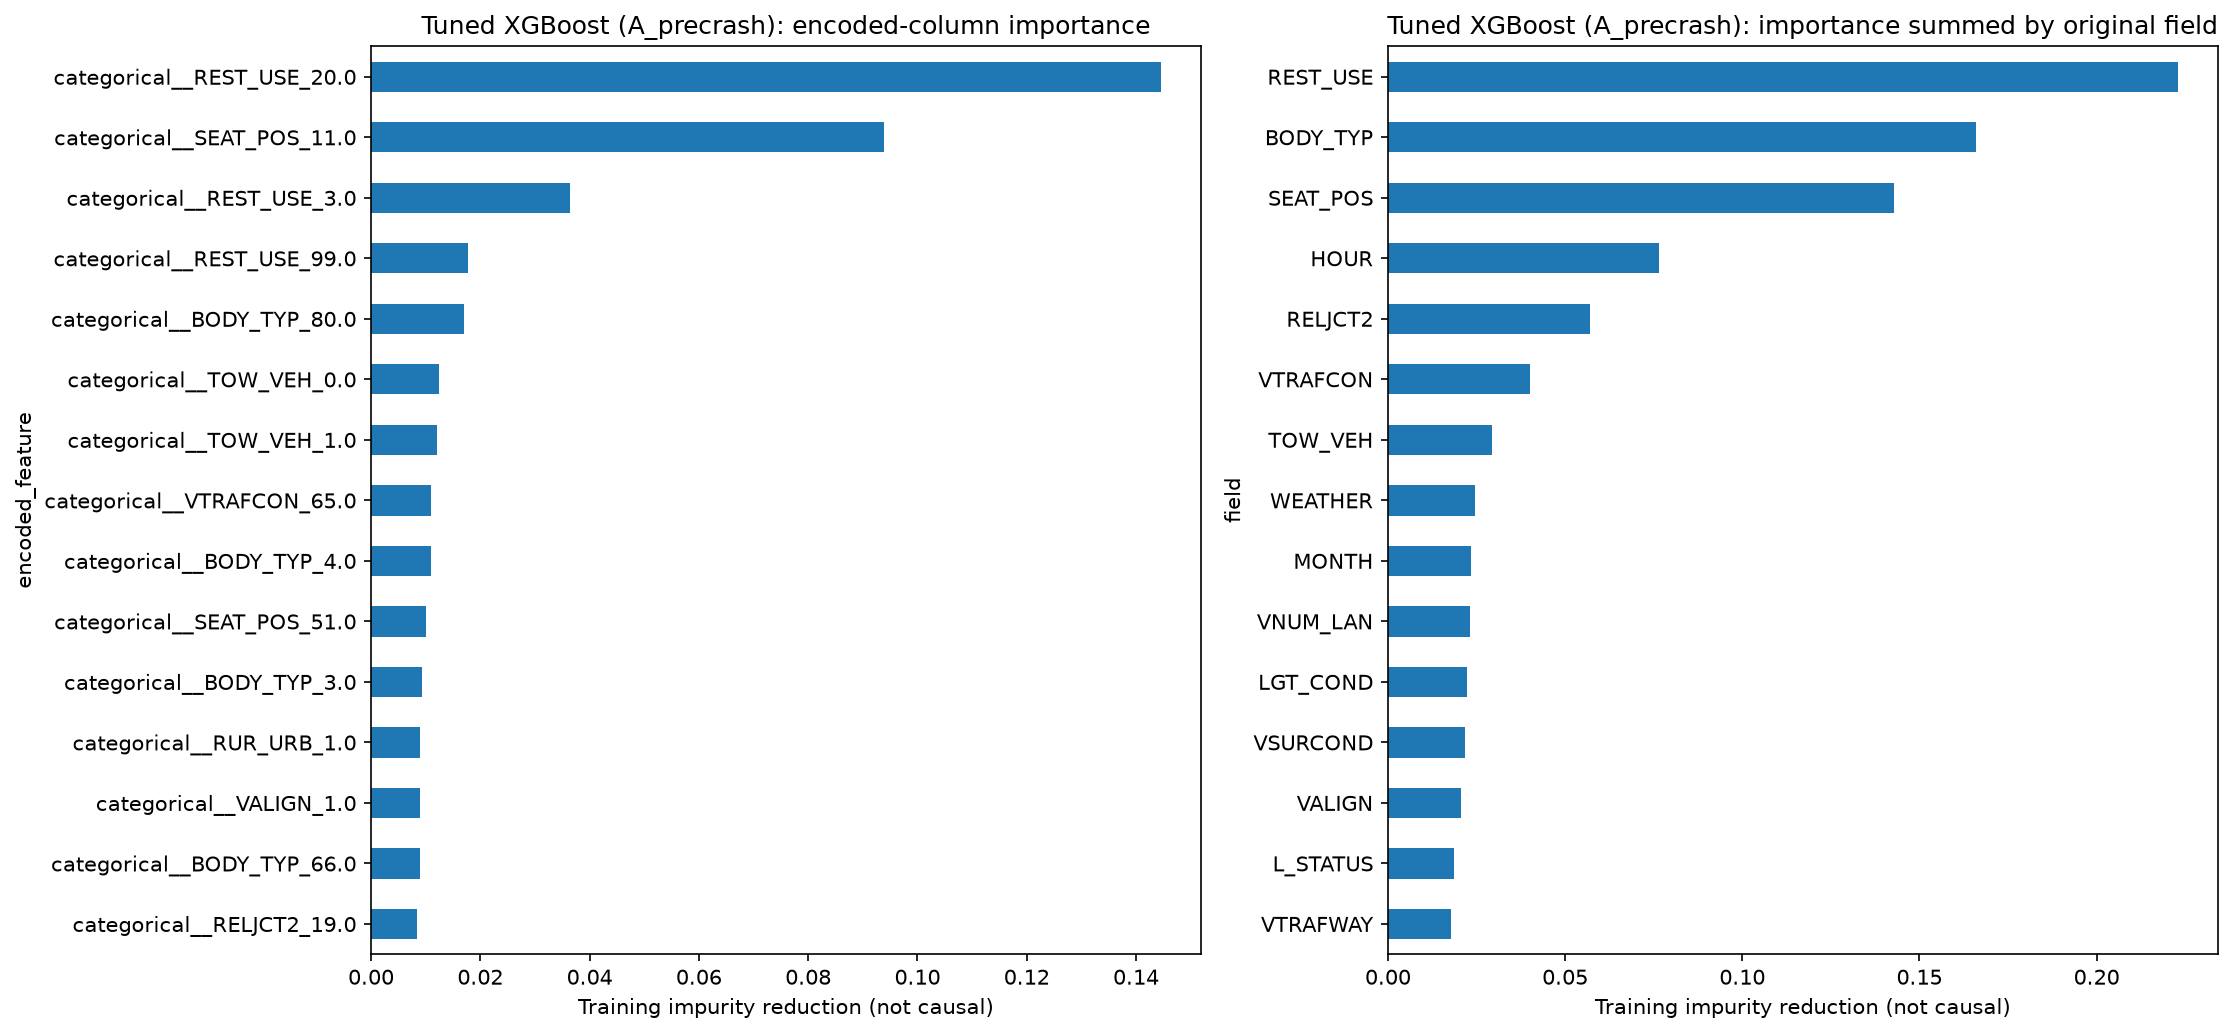 Tuned XGBoost (A_precrash): encoded-column importance
encoded_feature
categorical__REST_USE_20.0
categorical__SEAT_POS_11.0
categorical__REST_USE_3.0
categorical__REST_USE_99.0
categorical__BODY_TYP_80.0
categorical__TOW_VEH_0.0
categorical__TOW_VEH_1.0
categorical__VTRAFCON_65.0
categorical__BODY_TYP_4.0
categorical__SEAT_POS_51.0
categorical__BODY_TYP_3.0
categorical__RUR_URB_1.0
categorical__VALIGN_1.0
categorical__BODY_TYP_66.0
categorical__RELJCT2_19.0
0.00 0.02 0.04 0.06 0.08 0.10 0.12 0.14
Training impurity reduction (not causal)
Tuned XGBoost (A_precrash): importance summed by original field
field
REST_USE
BODY_TYP
SEAT_POS
HOUR
RELJCT2
VTRAFCON
TOW_VEH
WEATHER
MONTH
VNUM_LAN
LGT_COND
VSURCOND
VALIGN
L_STATUS
VTRAFWAY
0.00 0.05 0.10 0.15 0.20
Training impurity reduction (not causal)